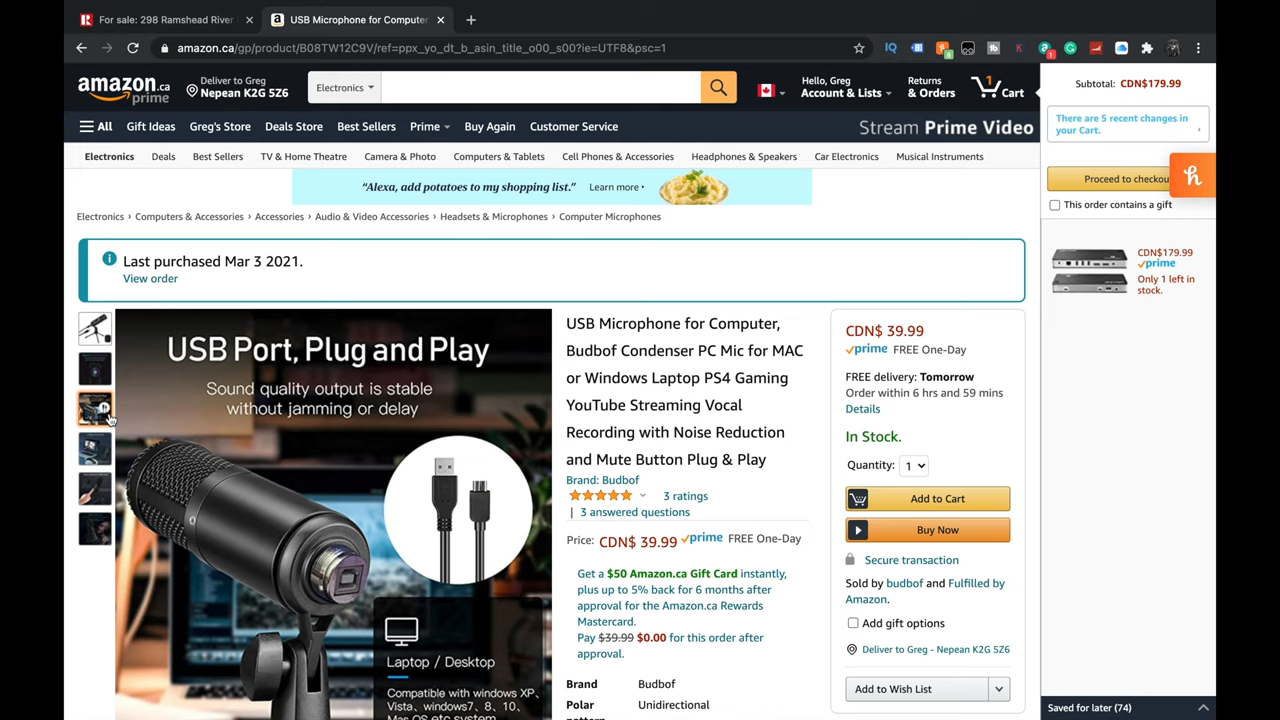 For sale: 298 Ramshead River
USB Microphone for Computer,
amazon.ca/gp/product/B08TW12C9V/ref=ppx_yo_dt_b_asin_title_o00_s00?ie=UTF8&psc=1
amazon.ca
prime
Deliver to Greg
Nepean K2G 5Z6
Electronics
Hello, Greg
Account & Lists
Returns
& Orders
1
Cart
All
Gift Ideas
Greg's Store
Deals Store
Best Sellers
Prime
Buy Again
Customer Service
Stream Prime Video
Electronics
Deals
Best Sellers
TV & Home Theatre
Camera & Photo
Computers & Tablets
Cell Phones & Accessories
Headphones & Speakers
Car Electronics
Musical Instruments
"Alexa, add potatoes to my shopping list."
Learn more
Electronics › Computers & Accessories › Accessories › Audio & Video Accessories › Headsets & Microphones › Computer Microphones
Last purchased Mar 3 2021.
View order
USB Port, Plug and Play
Sound quality output is stable
without jamming or delay
Laptop / Desktop
Compatible with windows XP、
Vista、windows7、8、10、
Mac OS etc system
USB Microphone for Computer,
Budbof Condenser PC Mic for MAC
or Windows Laptop PS4 Gaming
YouTube Streaming Vocal
Recording with Noise Reduction
and Mute Button Plug & Play
Brand: Budbof
3 ratings
| 3 answered questions
Price: CDN$ 39.99 prime FREE One-Day
Get a $50 Amazon.ca Gift Card instantly,
plus up to 5% back for 6 months after
approval for the Amazon.ca Rewards
Mastercard.
Pay $39.99 $0.00 for this order after
approval.
Brand Budbof
Polar Unidirectional
pattern
CDN$ 39.99
prime FREE One-Day
FREE delivery: Tomorrow
Order within 6 hrs and 59 mins
Details
In Stock.
Quantity: 1
Add to Cart
Buy Now
Secure transaction
Sold by budbof and Fulfilled by
Amazon.
Add gift options
Deliver to Greg - Nepean K2G 5Z6
Add to Wish List
Subtotal: CDN$179.99
There are 5 recent changes in
your Cart.
Proceed to checkou
h
This order contains a gift
CDN$179.99
prime
Only 1 left in
stock.
Saved for later (74)